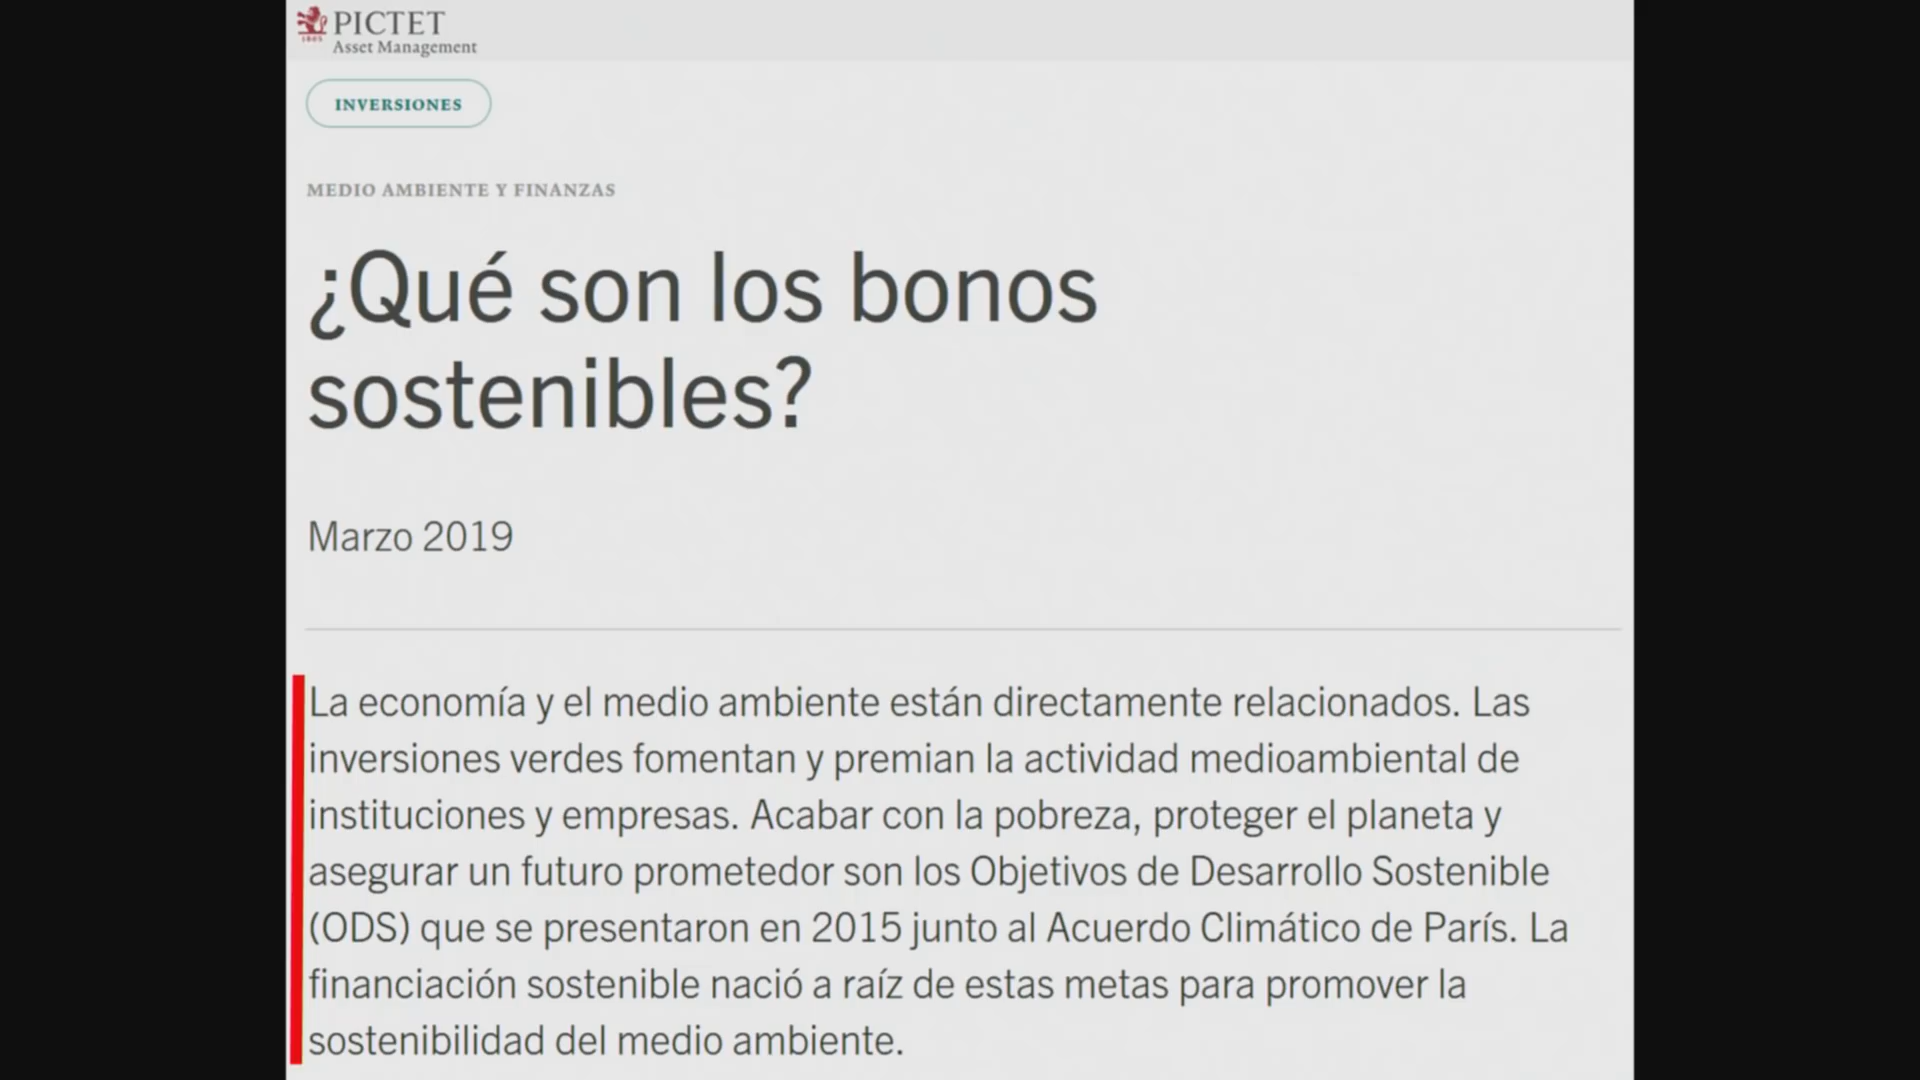 PICTET
1805
Asset Management
INVERSIONES
MEDIO AMBIENTE Y FINANZAS
¿Qué son los bonos
sostenibles?
Marzo 2019
La economía y el medio ambiente están directamente relacionados. Las
inversiones verdes fomentan y premian la actividad medioambiental de
instituciones y empresas. Acabar con la pobreza, proteger el planeta y
asegurar un futuro prometedor son los Objetivos de Desarrollo Sostenible
(ODS) que se presentaron en 2015 junto al Acuerdo Climático de París. La
financiación sostenible nació a raíz de estas metas para promover la
sostenibilidad del medio ambiente.